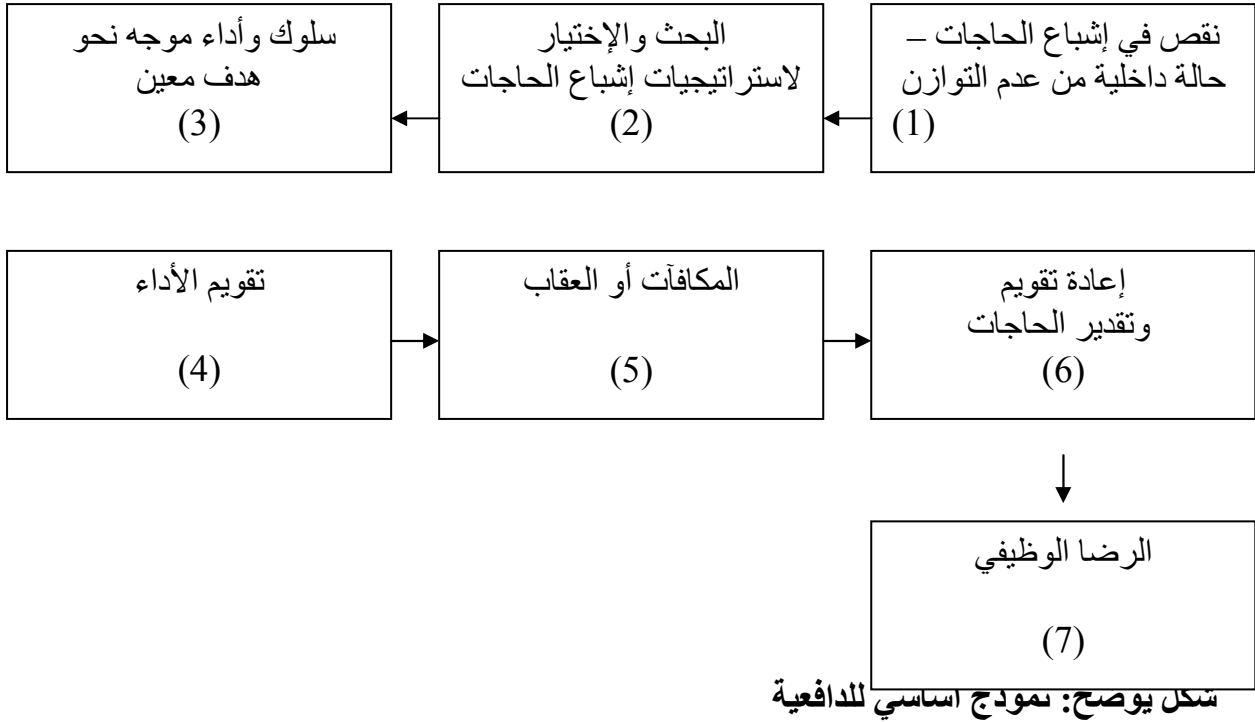 نقص في إشباع الحاجات –
حالة داخلية من عدم التوازن
(1)
البحث والإختيار
لاستراتيجيات إشباع الحاجات
(2)
سلوك وأداء موجه نحو
هدف معين
(3)
تقويم الأداء
(4)
المكافآت أو العقاب
(5)
إعادة تقويم
وتقدير الحاجات
(6)
الرضا الوظيفي
(7)
شكل يوضح: نموذج أساسي للدافعية